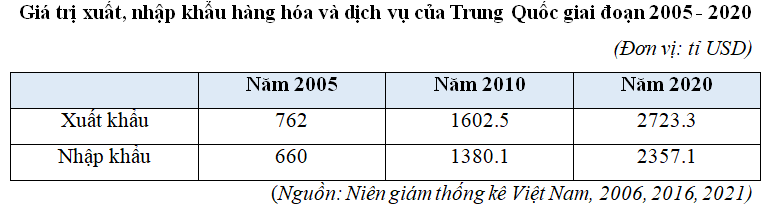 Giá trị xuất, nhập khẩu hàng hóa và dịch vụ của Trung Quốc giai đoạn 2005 - 2020
(Đơn vị: tỉ USD)
Năm 2005 Năm 2010 Năm 2020
Xuất khẩu 762 1602.5 2723.3
Nhập khẩu 660 1380.1 2357.1
(Nguồn: Niên giám thống kê Việt Nam, 2006, 2016, 2021)